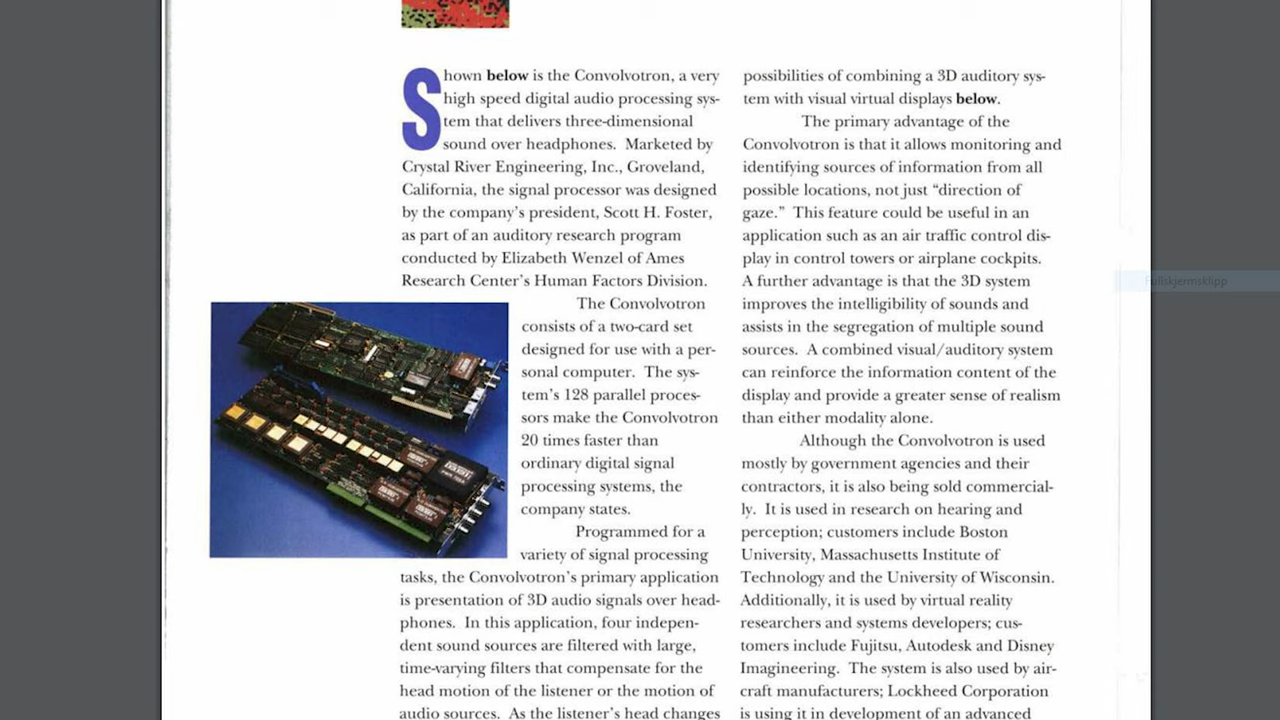 Shown below is the Convolvotron, a very
high speed digital audio processing sys-
tem that delivers three-dimensional
sound over headphones. Marketed by
Crystal River Engineering, Inc., Groveland,
California, the signal processor was designed
by the company's president, Scott H. Foster,
as part of an auditory research program
conducted by Elizabeth Wenzel of Ames
Research Center's Human Factors Division.
The Convolvotron
consists of a two-card set
designed for use with a per-
sonal computer. The sys-
tem's 128 parallel proces-
sors make the Convolvotron
20 times faster than
ordinary digital signal
processing systems, the
company states.
Programmed for a
variety of signal processing
tasks, the Convolvotron's primary application
is presentation of 3D audio signals over head-
phones. In this application, four indepen-
dent sound sources are filtered with large,
time-varying filters that compensate for the
head motion of the listener or the motion of
audio sources. As the listener's head changes
possibilities of combining a 3D auditory sys-
tem with visual virtual displays below.
The primary advantage of the
Convolvotron is that it allows monitoring and
identifying sources of information from all
possible locations, not just “direction of
gaze.” This feature could be useful in an
application such as an air traffic control dis-
play in control towers or airplane cockpits.
A further advantage is that the 3D system
improves the intelligibility of sounds and
assists in the segregation of multiple sound
sources. A combined visual/auditory system
can reinforce the information content of the
display and provide a greater sense of realism
than either modality alone.
Although the Convolvotron is used
mostly by government agencies and their
contractors, it is also being sold commercial-
ly. It is used in research on hearing and
perception; customers include Boston
University, Massachusetts Institute of
Technology and the University of Wisconsin.
Additionally, it is used by virtual reality
researchers and systems developers; cus-
tomers include Fujitsu, Autodesk and Disney
Imagineering. The system is also used by air-
craft manufacturers; Lockheed Corporation
is using it in development of an advanced
Fullskjermsklipp